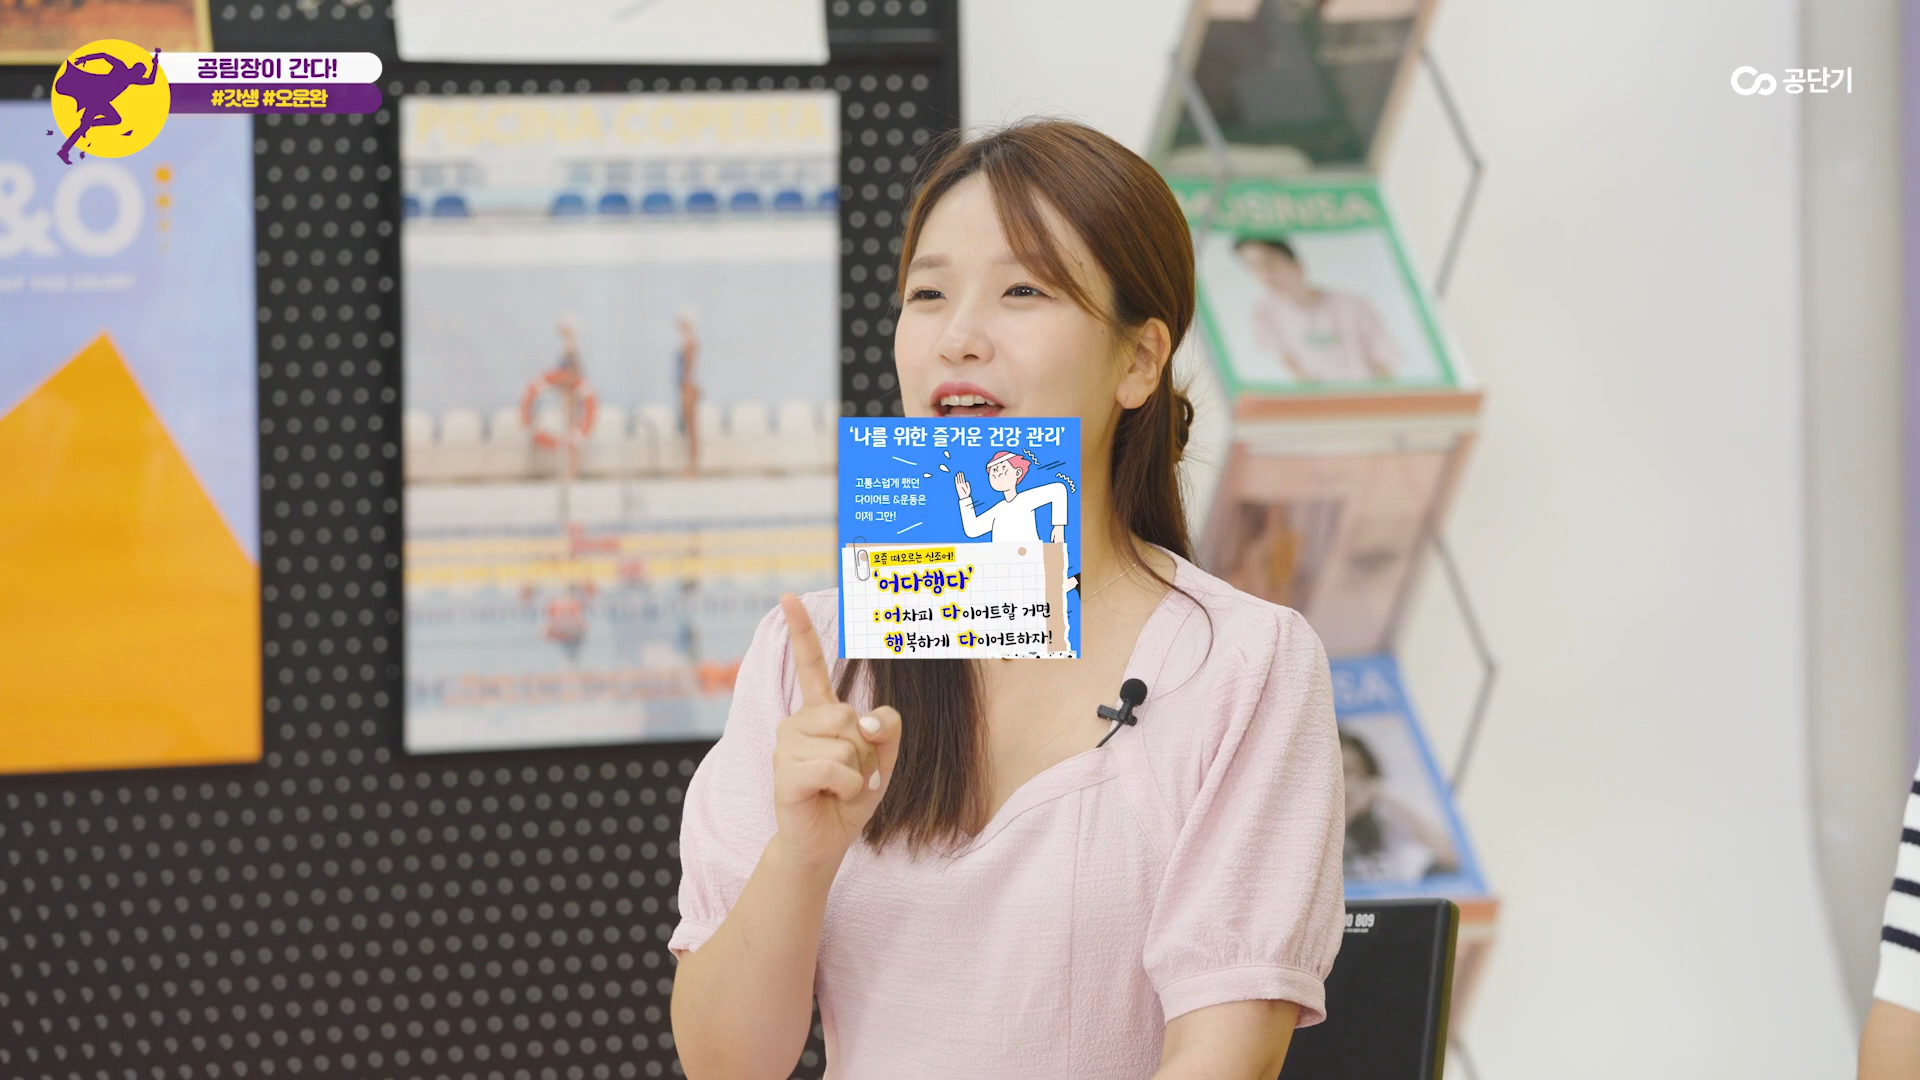 공팀장이 간다!
#갓생 #오운완
공단기
&O
PISCINA COPERTA
MUSINSA
'나를 위한 즐거운 건강 관리'
고통스럽게 했던
다이어트 &운동은
이제 그만!
요즘 떠오르는 신조어!
'어다행다'
: 어차피 다이어트할 거면
행복하게 다이어트하자!
SA
809